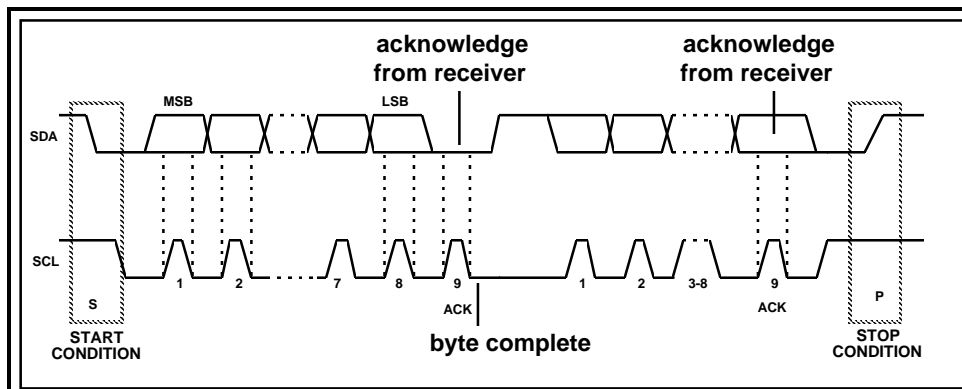 acknowledge
from receiver
acknowledge
from receiver
MSB
LSB
SDA
SCL
1
2
7
8
9
1
2
3-8
9
S
ACK
ACK
P
START
CONDITION
byte complete
STOP
CONDITION